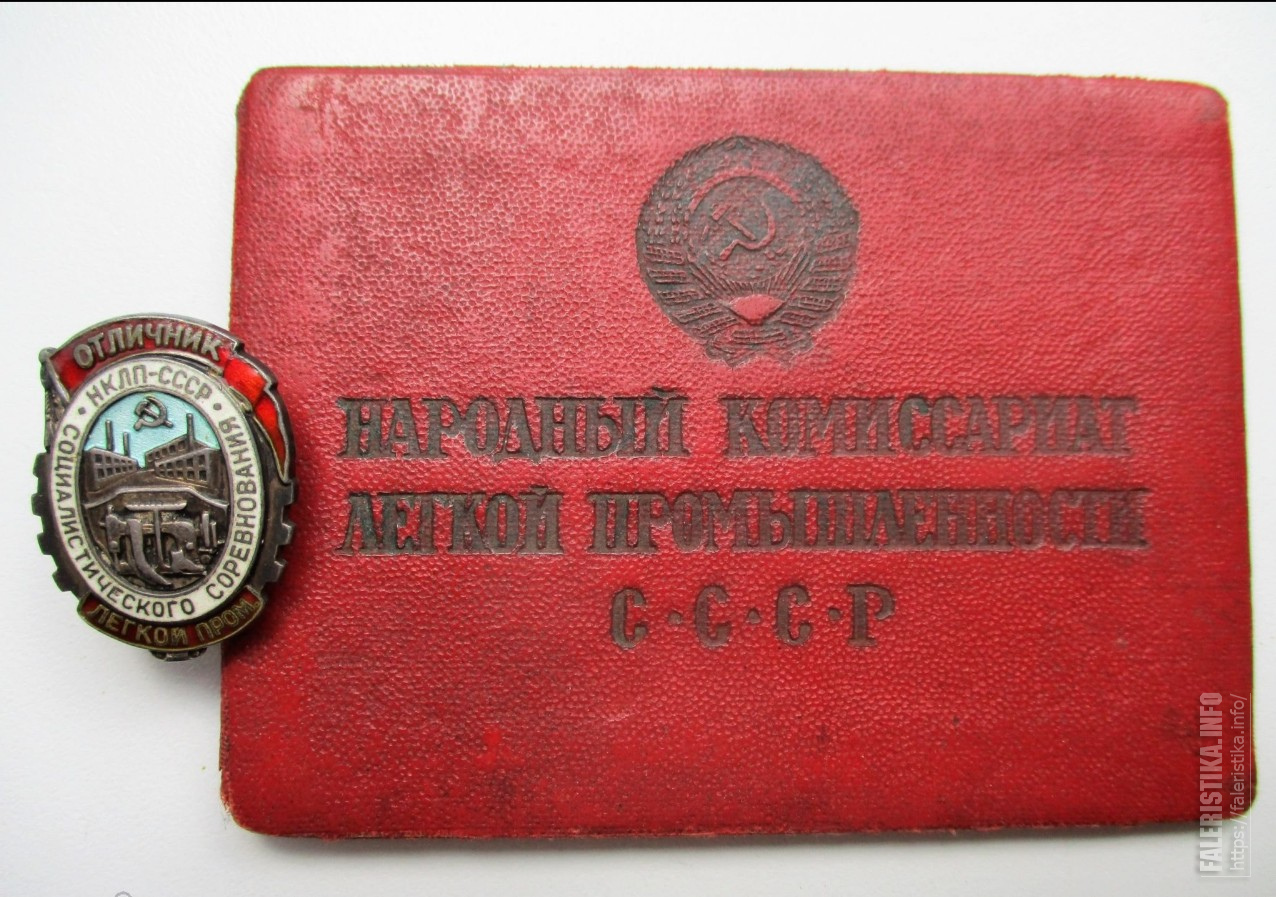 ОТЛИЧНИК
• НКЛП-СССР •
СОЦИАЛИСТИЧЕСКОГО СОРЕВНОВАНИЯ
ЛЕГКОЙ ПРОМ.
НАРОДНЫЙ КОМИССАРИАТ
ЛЕГКОЙ ПРОМЫШЛЕННОСТИ
С·С·С·Р
FALERISTIKA.INFO
https://faleristika.info/